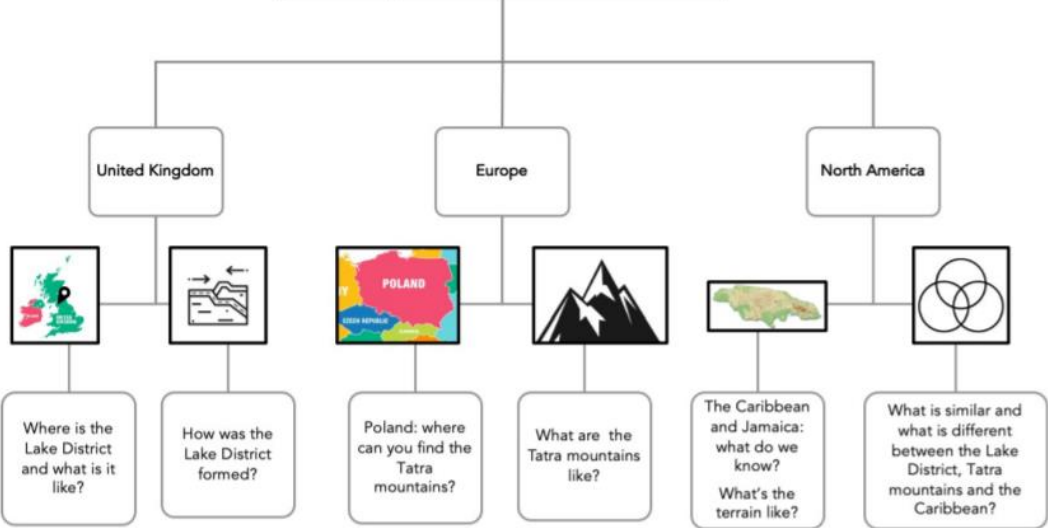 United Kingdom
Europe
North America
POLAND
CZECH REPUBLIC
Where is the
Lake District
and what is it
like?
How was the
Lake District
formed?
Poland: where
can you find the
Tatra
mountains?
What are the
Tatra mountains
like?
The Caribbean
and Jamaica:
what do we
know?
What's the
terrain like?
What is similar and
what is different
between the Lake
District, Tatra
mountains and the
Caribbean?